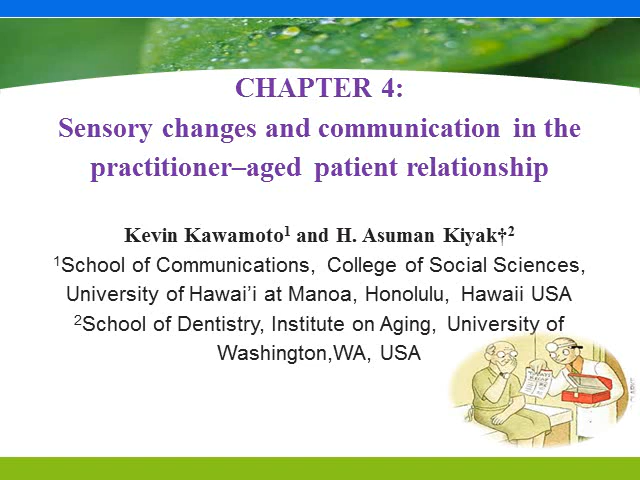 CHAPTER 4:
Sensory changes and communication in the
practitioner–aged patient relationship
Kevin Kawamoto¹ and H. Asuman Kiyak†²
¹School of Communications, College of Social Sciences,
University of Hawai’i at Manoa, Honolulu, Hawaii USA
²School of Dentistry, Institute on Aging, University of
Washington,WA, USA